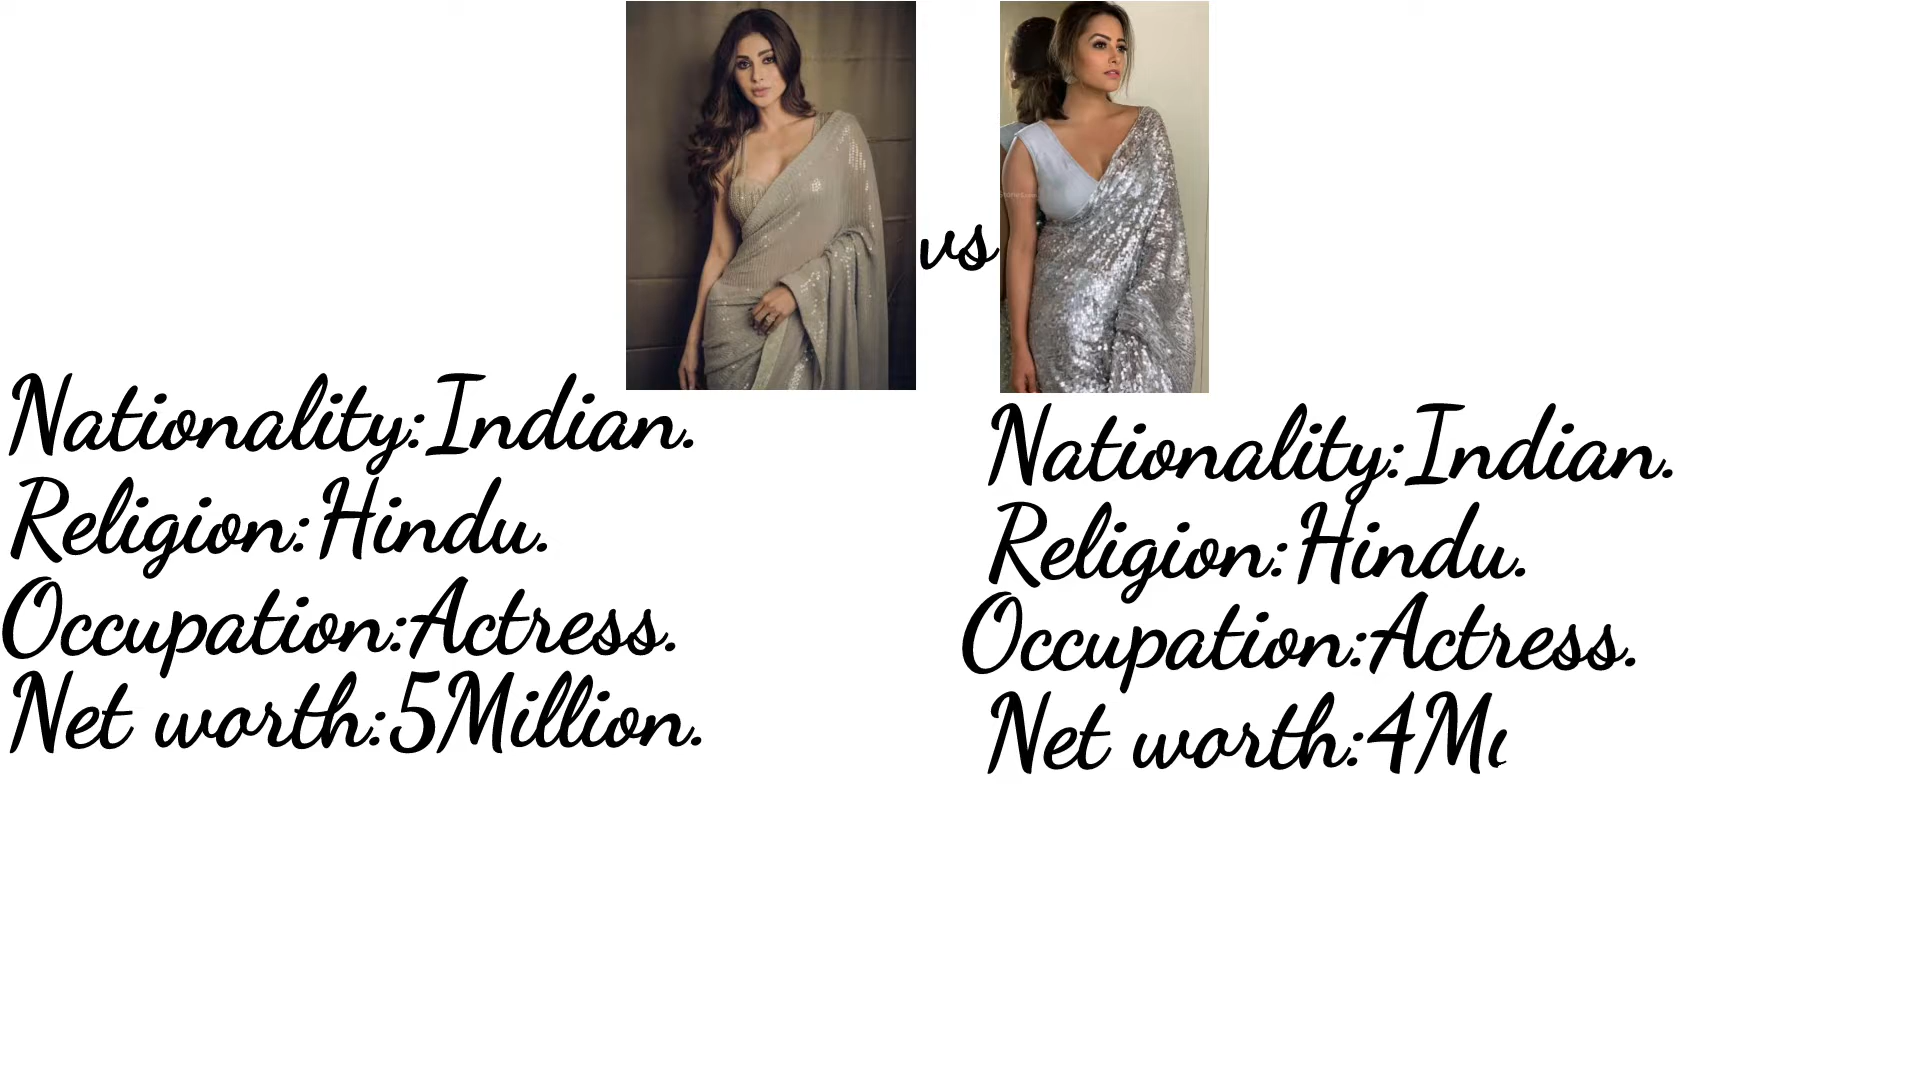 vs
Nationality:Indian.
Religion:Hindu.
Occupation:Actress.
Net worth:5Million.
Nationality:Indian.
Religion:Hindu.
Occupation:Actress.
Net worth:4M